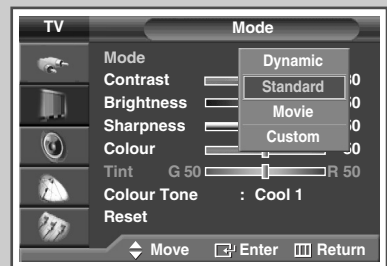 TV Mode
Mode
Dynamic
Contrast
Standard
Brightness
Movie
Sharpness
Custom
Colour
Tint G 50 R 50
Colour Tone : Cool 1
Reset
Move Enter Return